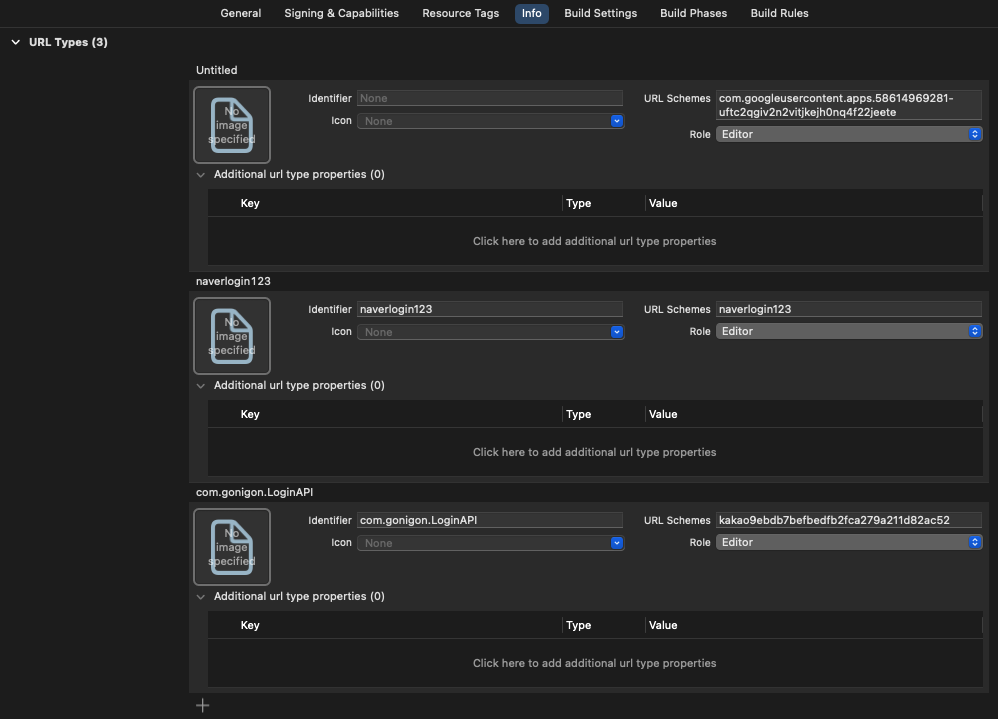 General Signing & Capabilities Resource Tags Info Build Settings Build Phases Build Rules
URL Types (3)
Untitled
No image specified
Identifier None
Icon None
URL Schemes com.googleusercontent.apps.58614969281-
uftc2qgiv2n2vitjkejh0nq4f22jeete
Role Editor
Additional url type properties (0)
Key Type Value
Click here to add additional url type properties
naverlogin123
No image specified
Identifier naverlogin123
Icon None
URL Schemes naverlogin123
Role Editor
Additional url type properties (0)
Key Type Value
Click here to add additional url type properties
com.gonigon.LoginAPI
No image specified
Identifier com.gonigon.LoginAPI
Icon None
URL Schemes kakao9ebdb7befbedfb2fca279a211d82ac52
Role Editor
Additional url type properties (0)
Key Type Value
Click here to add additional url type properties